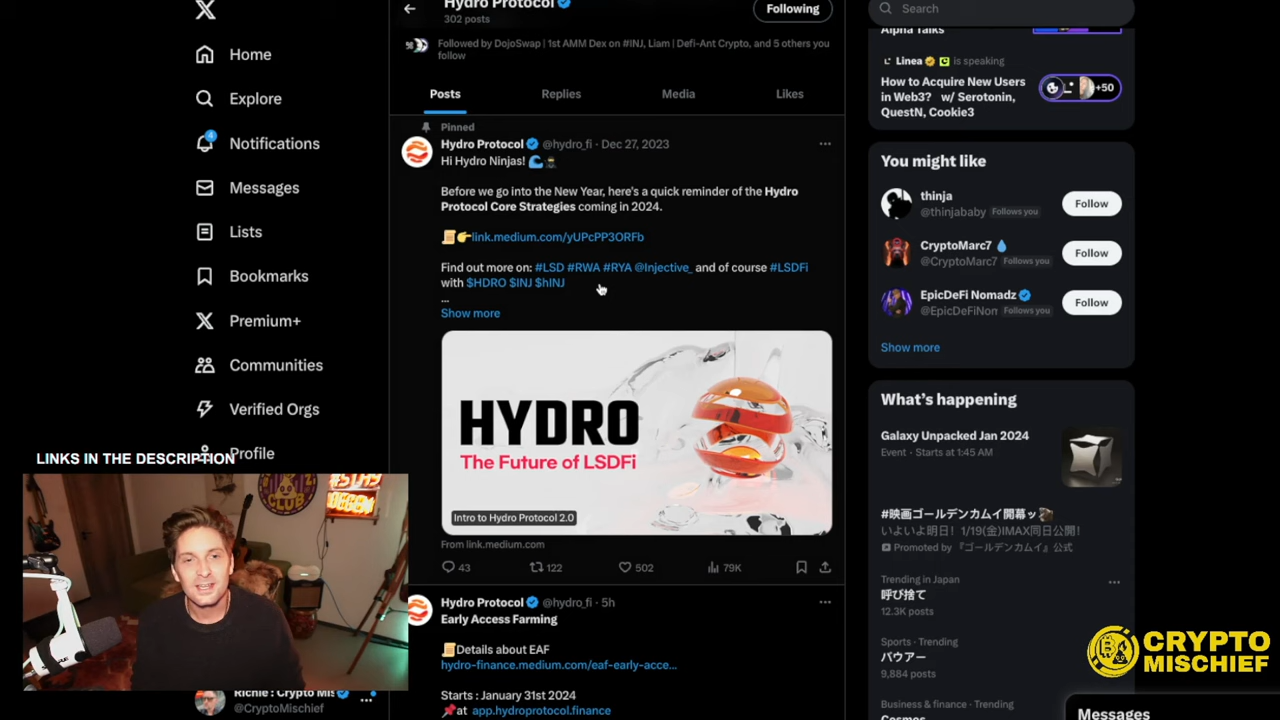 Hydro Protocol
302 posts
Following
Followed by DojoSwap | 1st AMM Dex on #INJ, Liam | Defi-Ant Crypto, and 5 others you
follow
Posts
Replies
Media
Likes
Home
Explore
4
Notifications
Messages
Lists
Bookmarks
Premium+
Communities
Verified Orgs
Profile
Richie : Crypto Mis
@CryptoMischief
Pinned
Hydro Protocol @hydro_fi · Dec 27, 2023
Hi Hydro Ninjas!
Before we go into the New Year, here's a quick reminder of the Hydro
Protocol Core Strategies coming in 2024.
link.medium.com/yUPcPP3ORFb
Find out more on: #LSD #RWA #RYA @Injective_ and of course #LSDFi
with $HDRO $INJ $hINJ
...
Show more
HYDRO
The Future of LSDFi
Intro to Hydro Protocol 2.0
From link.medium.com
43
122
502
79K
Hydro Protocol @hydro_fi · 5h
Early Access Farming
Details about EAF
hydro-finance.medium.com/eaf-early-acce...
Starts : January 31st 2024
at app.hydroprotocol.finance
Search
Alpha Talks
Linea is speaking
How to Acquire New Users
in Web3? w/ Serotonin,
QuestN, Cookie3
+50
You might like
thinja
@thinjababy Follows you
Follow
CryptoMarc7
@CryptoMarc7 Follows you
Follow
EpicDeFi Nomadz
@EpicDeFiNon Follows you
Follow
Show more
What's happening
Galaxy Unpacked Jan 2024
Event · Starts at 1:45 AM
#映画ゴールデンカムイ開幕ッ
いよいよ明日！ 1/19(金)IMAX同日公開！
Promoted by 『ゴールデンカムイ』公式
Trending in Japan
呼び捨て
12.3K posts
Sports · Trending
バウアー
9,884 posts
Business & finance · Trending
Cosmos
Messages
LINKS IN THE DESCRIPTION
CLUB
CRYPTO
MISCHIEF